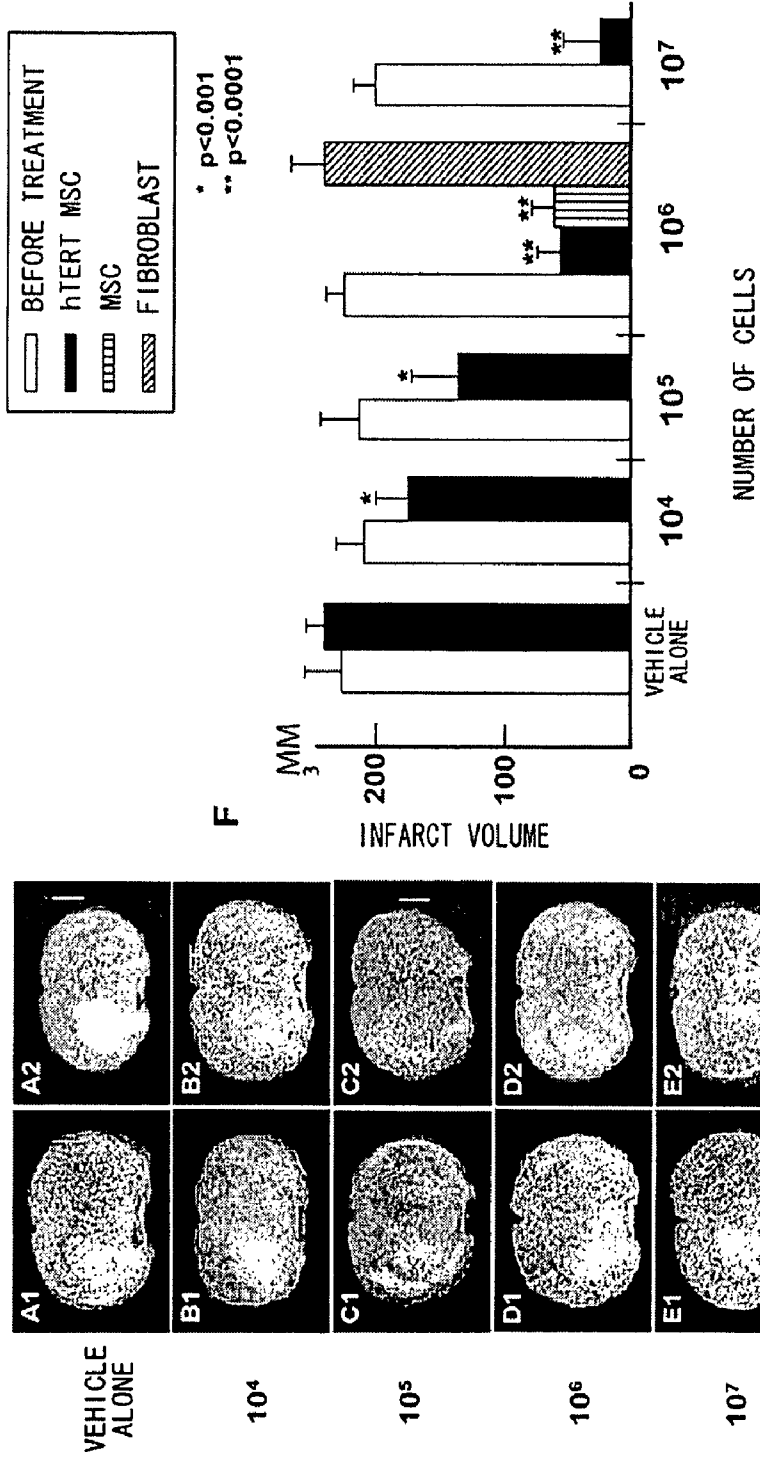 VEHICLE
ALONE
10⁴
10⁵
10⁶
10⁷
A1
A2
B1
B2
C1
C2
D1
D2
E1
E2
F
BEFORE TREATMENT
hTERT MSC
MSC
FIBROBLAST
* p<0.001
** p<0.0001
MM
3
200
100
0
INFARCT VOLUME
*
*
**
**
**
VEHICLE
ALONE
10⁴
10⁵
10⁶
10⁷
NUMBER OF CELLS